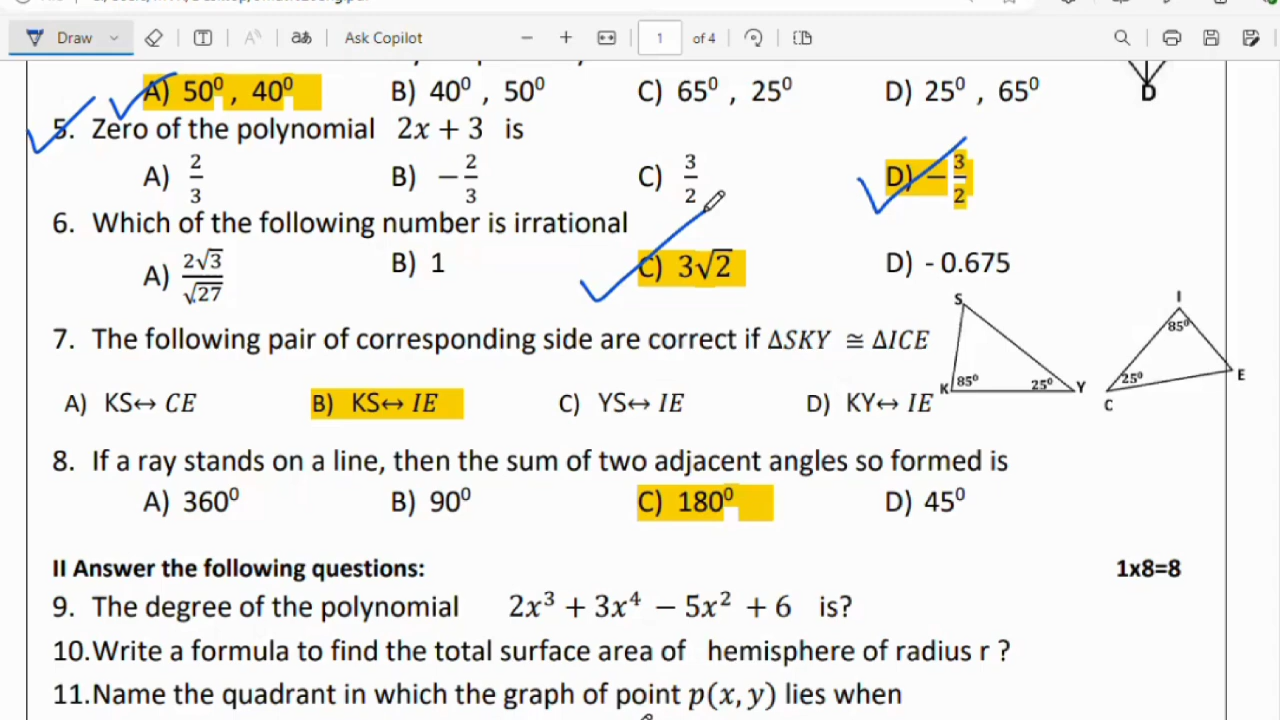 Draw
Ask Copilot
1 of 4
A) 50⁰ , 40⁰ B) 40⁰ , 50⁰ C) 65⁰ , 25⁰ D) 25⁰ , 65⁰
D
5. Zero of the polynomial 2x + 3 is
A) 2/3 B) − 2/3 C) 3/2 D) − 3/2
6. Which of the following number is irrational
A) 2√3/√27 B) 1 C) 3√2 D) - 0.675
7. The following pair of corresponding side are correct if ΔSKY ≅ ΔICE
S
K 85⁰ 25⁰ Y
I
85⁰
25⁰
E
C
A) KS↔ CE B) KS↔ IE C) YS↔ IE D) KY↔ IE
8. If a ray stands on a line, then the sum of two adjacent angles so formed is
A) 360⁰ B) 90⁰ C) 180⁰ D) 45⁰
II Answer the following questions: 1x8=8
9. The degree of the polynomial 2x³ + 3x⁴ − 5x² + 6 is?
10.Write a formula to find the total surface area of hemisphere of radius r ?
11.Name the quadrant in which the graph of point p(x, y) lies when